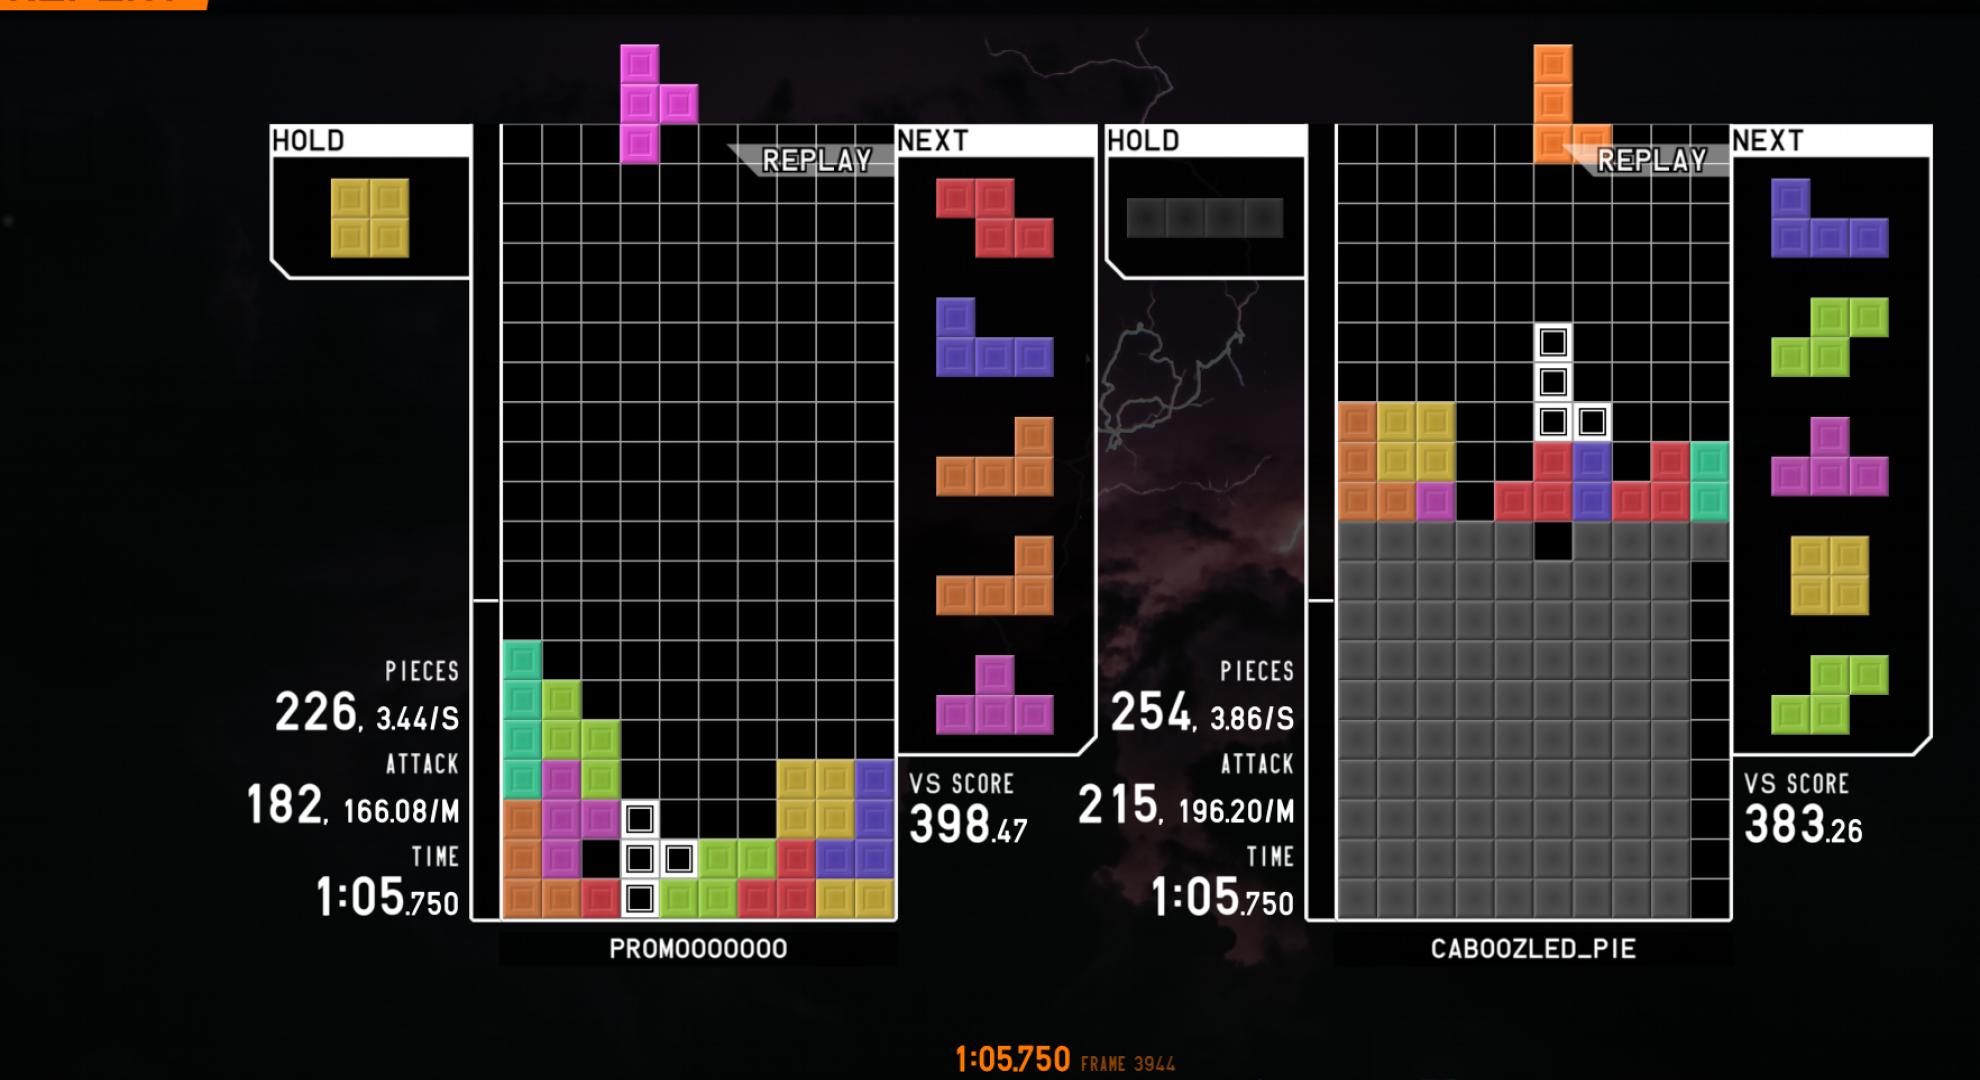 HOLD
REPLAY
NEXT
PIECES
226, 3.44/S
ATTACK
182, 166.08/M
TIME
1:05.750
VS SCORE
398.47
PROMOOOOOOO
HOLD
REPLAY
NEXT
PIECES
254, 3.86/S
ATTACK
215, 196.20/M
TIME
1:05.750
VS SCORE
383.26
CABOOZLED_PIE
1:05.750 FRAME 3944